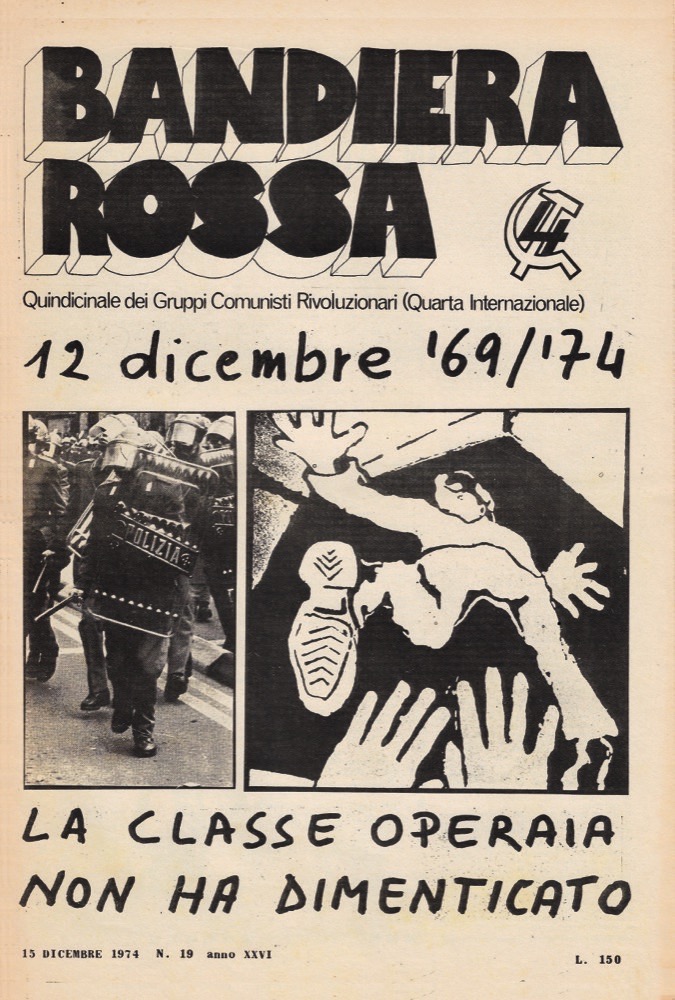 BANDIERA
ROSSA
4
Quindicinale dei Gruppi Comunisti Rivoluzionari (Quarta Internazionale)
12 dicembre '69/'74
POLIZIA
LA CLASSE OPERAIA
NON HA DIMENTICATO
15 DICEMBRE 1974 N. 19 anno XXVI
L. 150